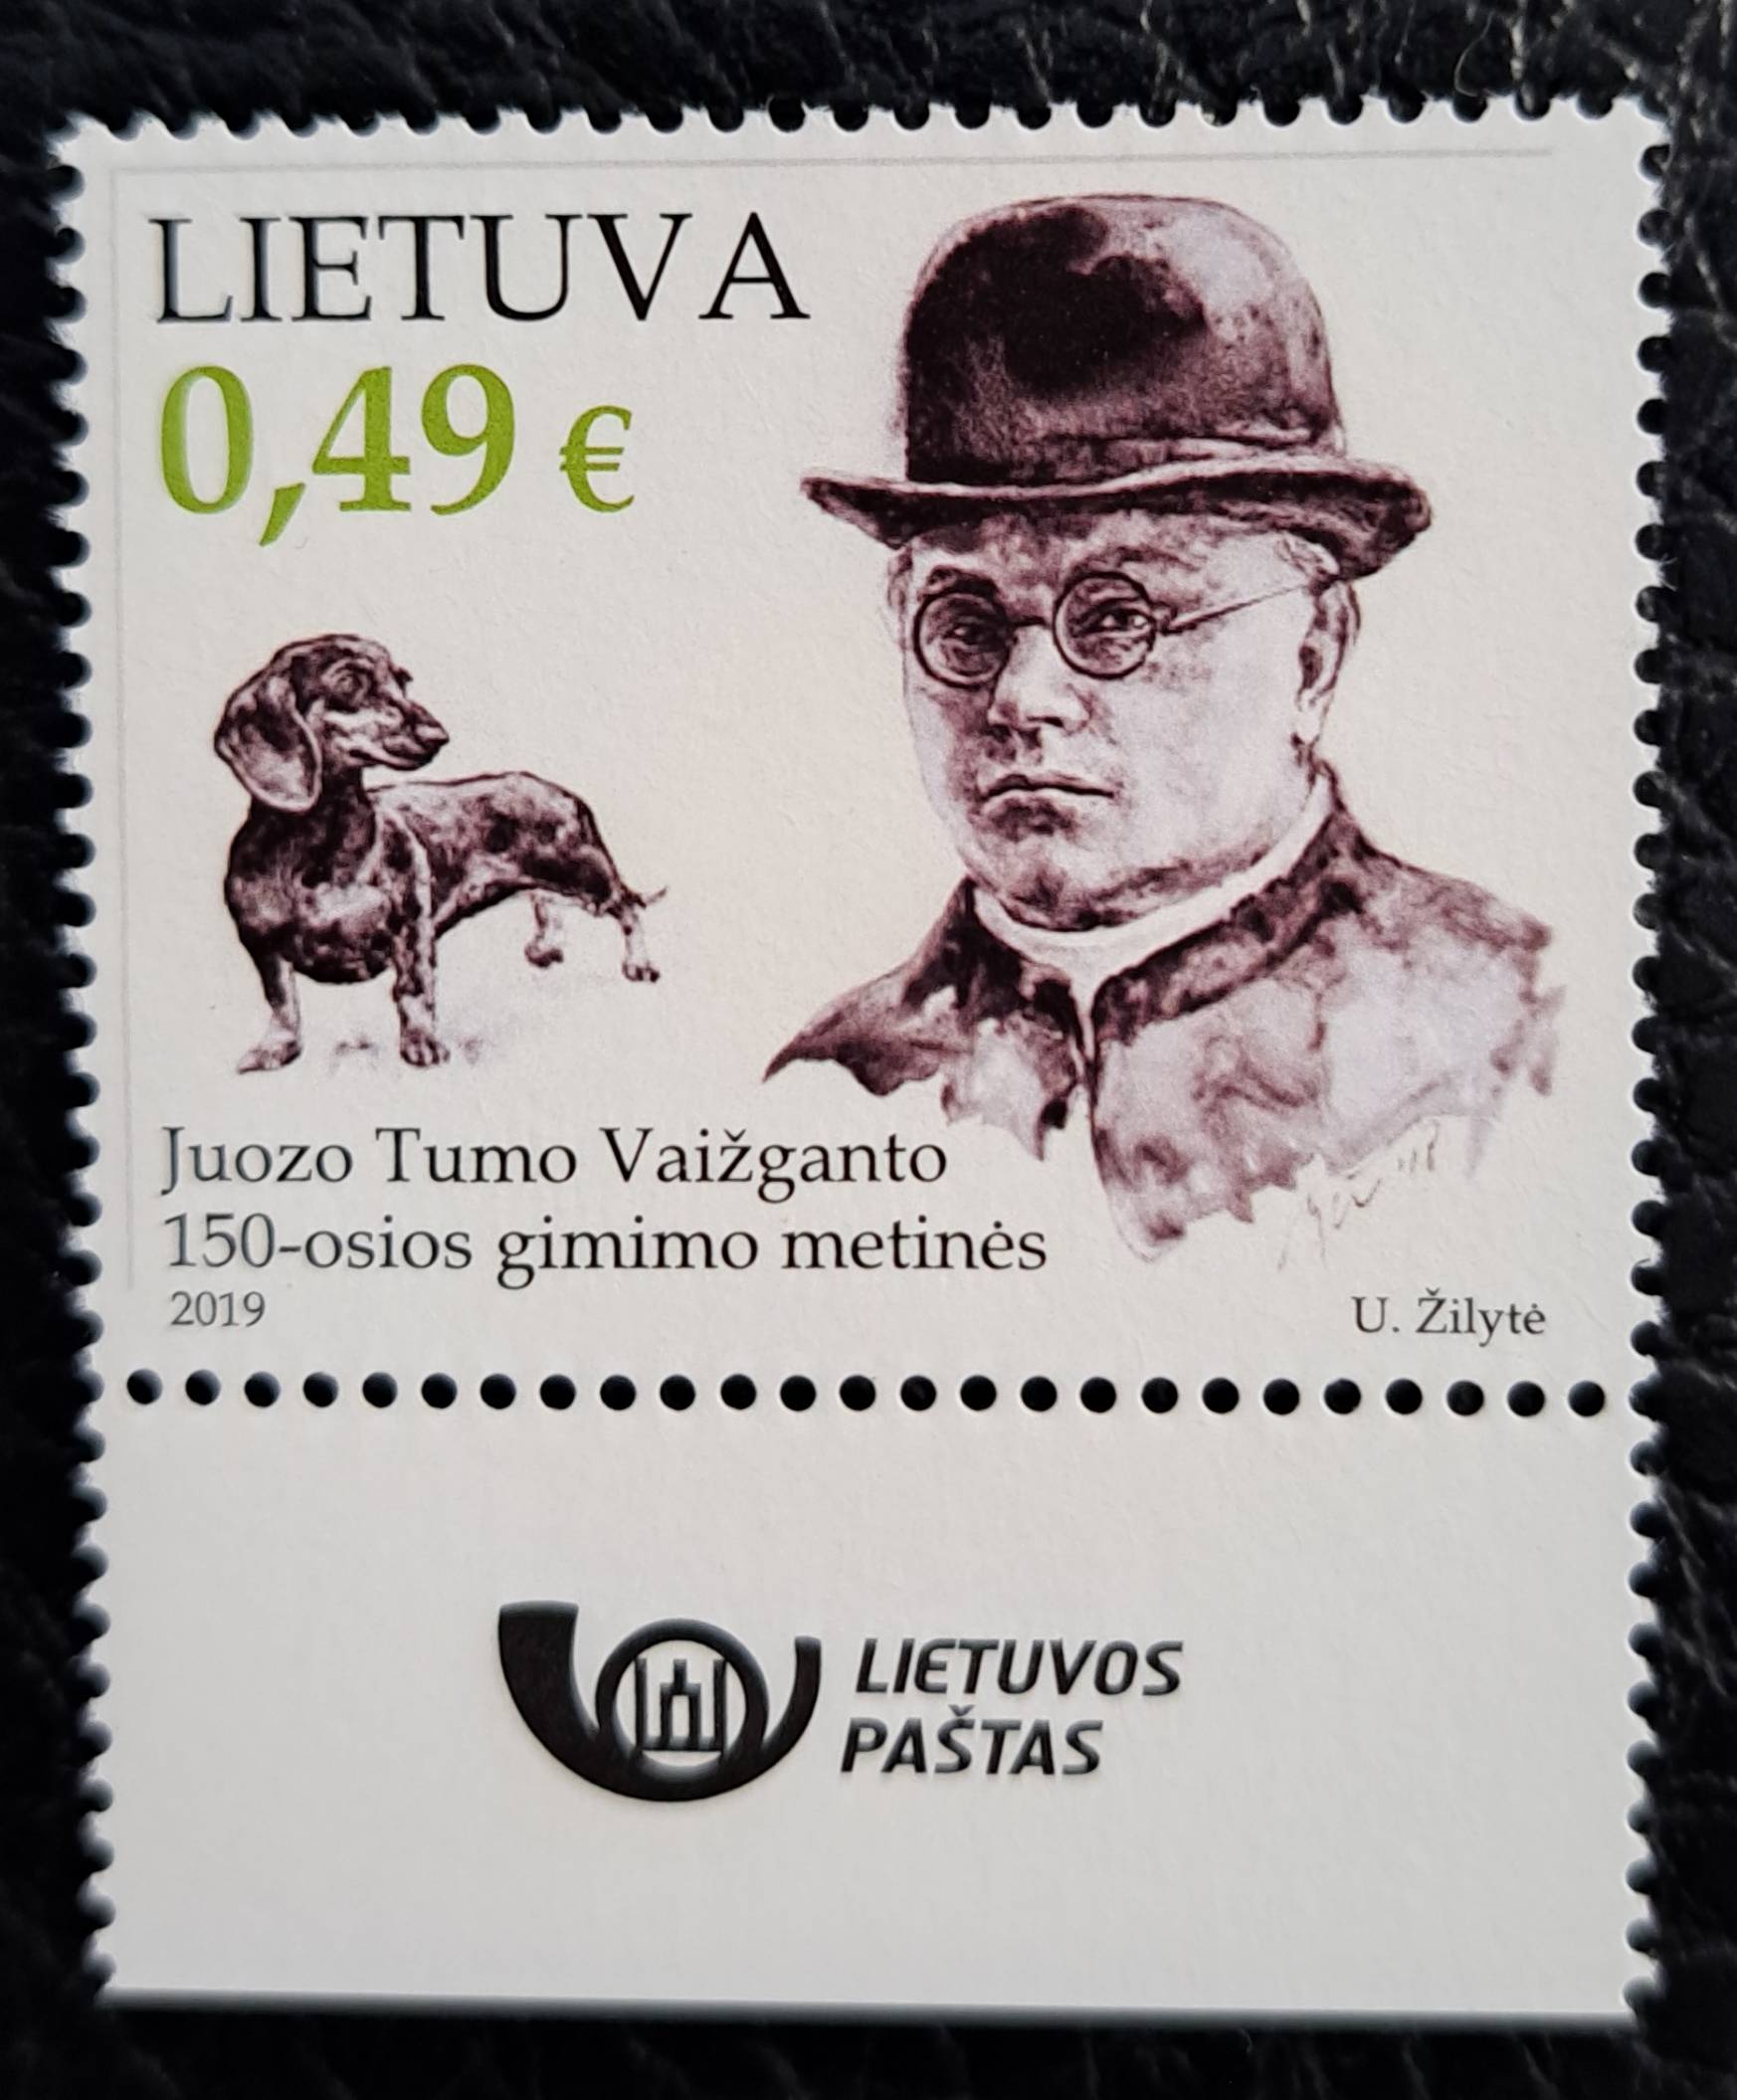 LIETUVA
0,49 €
Juozo Tumo Vaižganto
150-osios gimimo metinės
2019
U. Žilytė
LIETUVOS
PAŠTAS